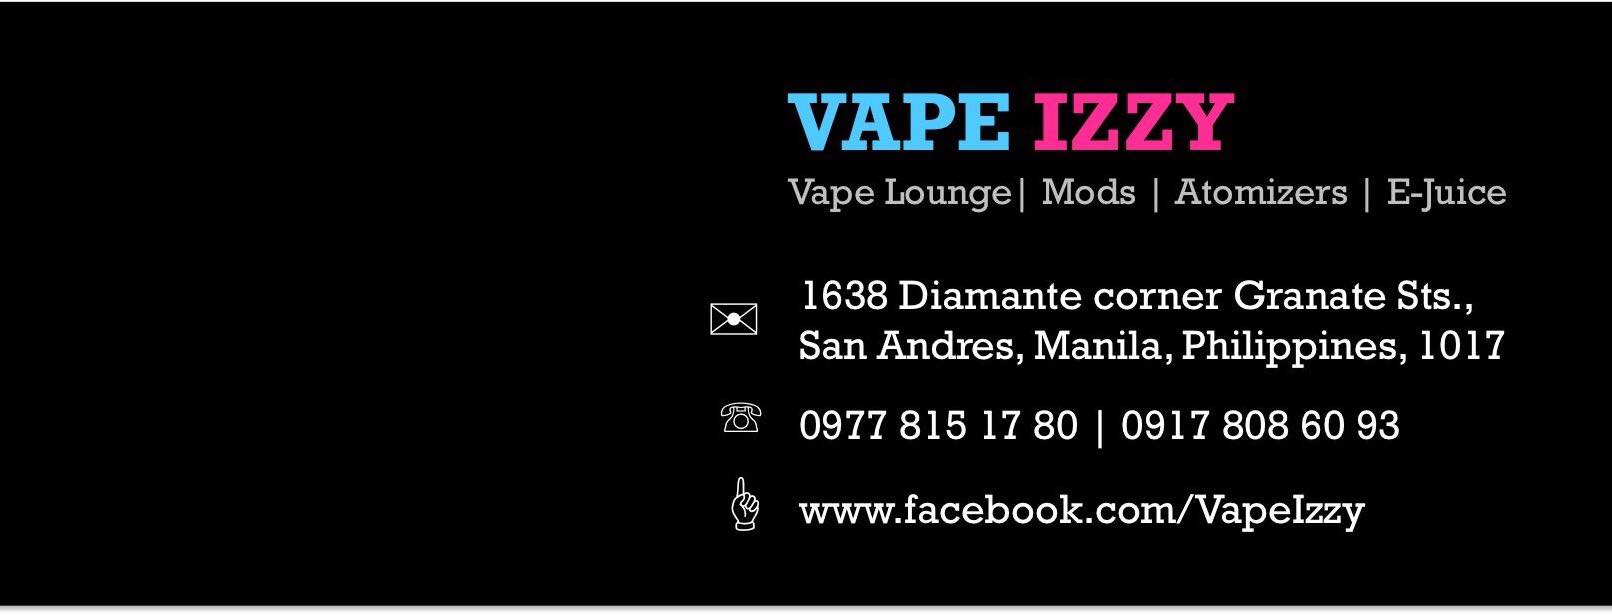 VAPE IZZY
Vape Lounge| Mods | Atomizers | E-Juice
1638 Diamante corner Granate Sts.,
San Andres, Manila, Philippines, 1017
0977 815 17 80 | 0917 808 60 93
www.facebook.com/VapeIzzy